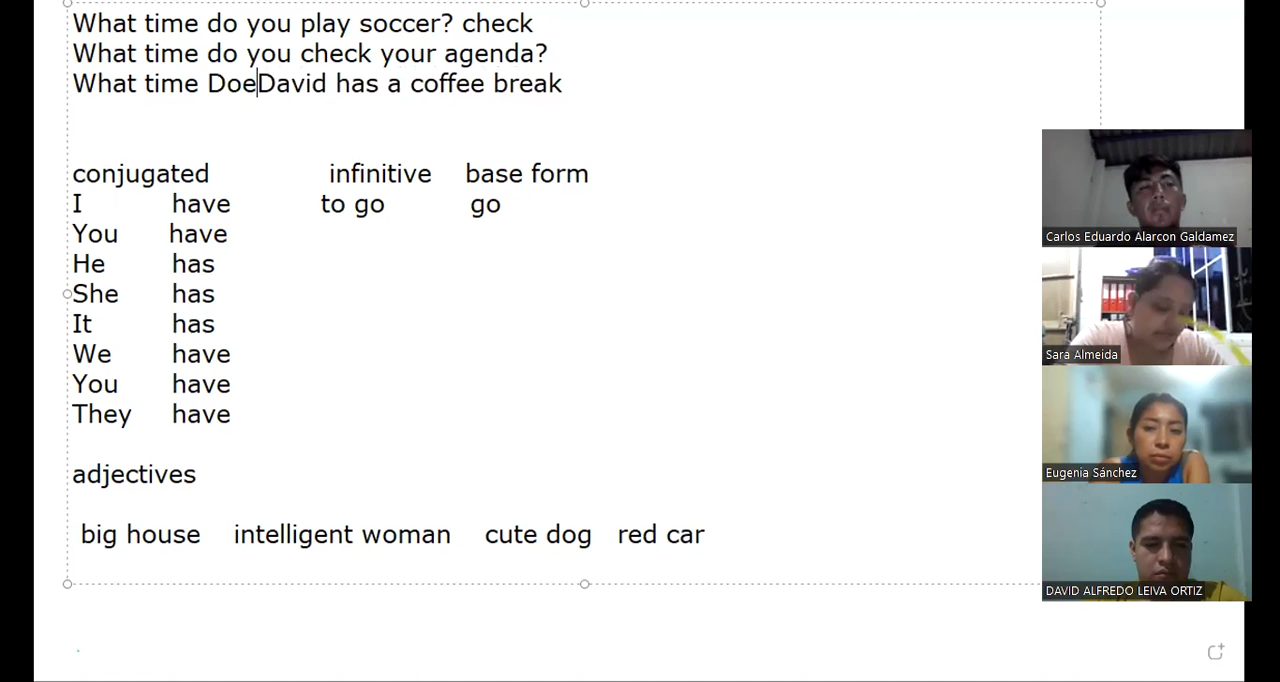 What time do you play soccer? check
What time do you check your agenda?
What time DoeDavid has a coffee break
conjugated infinitive base form
I have to go go
You have
He has
She has
It has
We have
You have
They have
adjectives
big house intelligent woman cute dog red car
Carlos Eduardo Alarcon Galdamez
Sara Almeida
Eugenia Sánchez
DAVID ALFREDO LEIVA ORTIZ